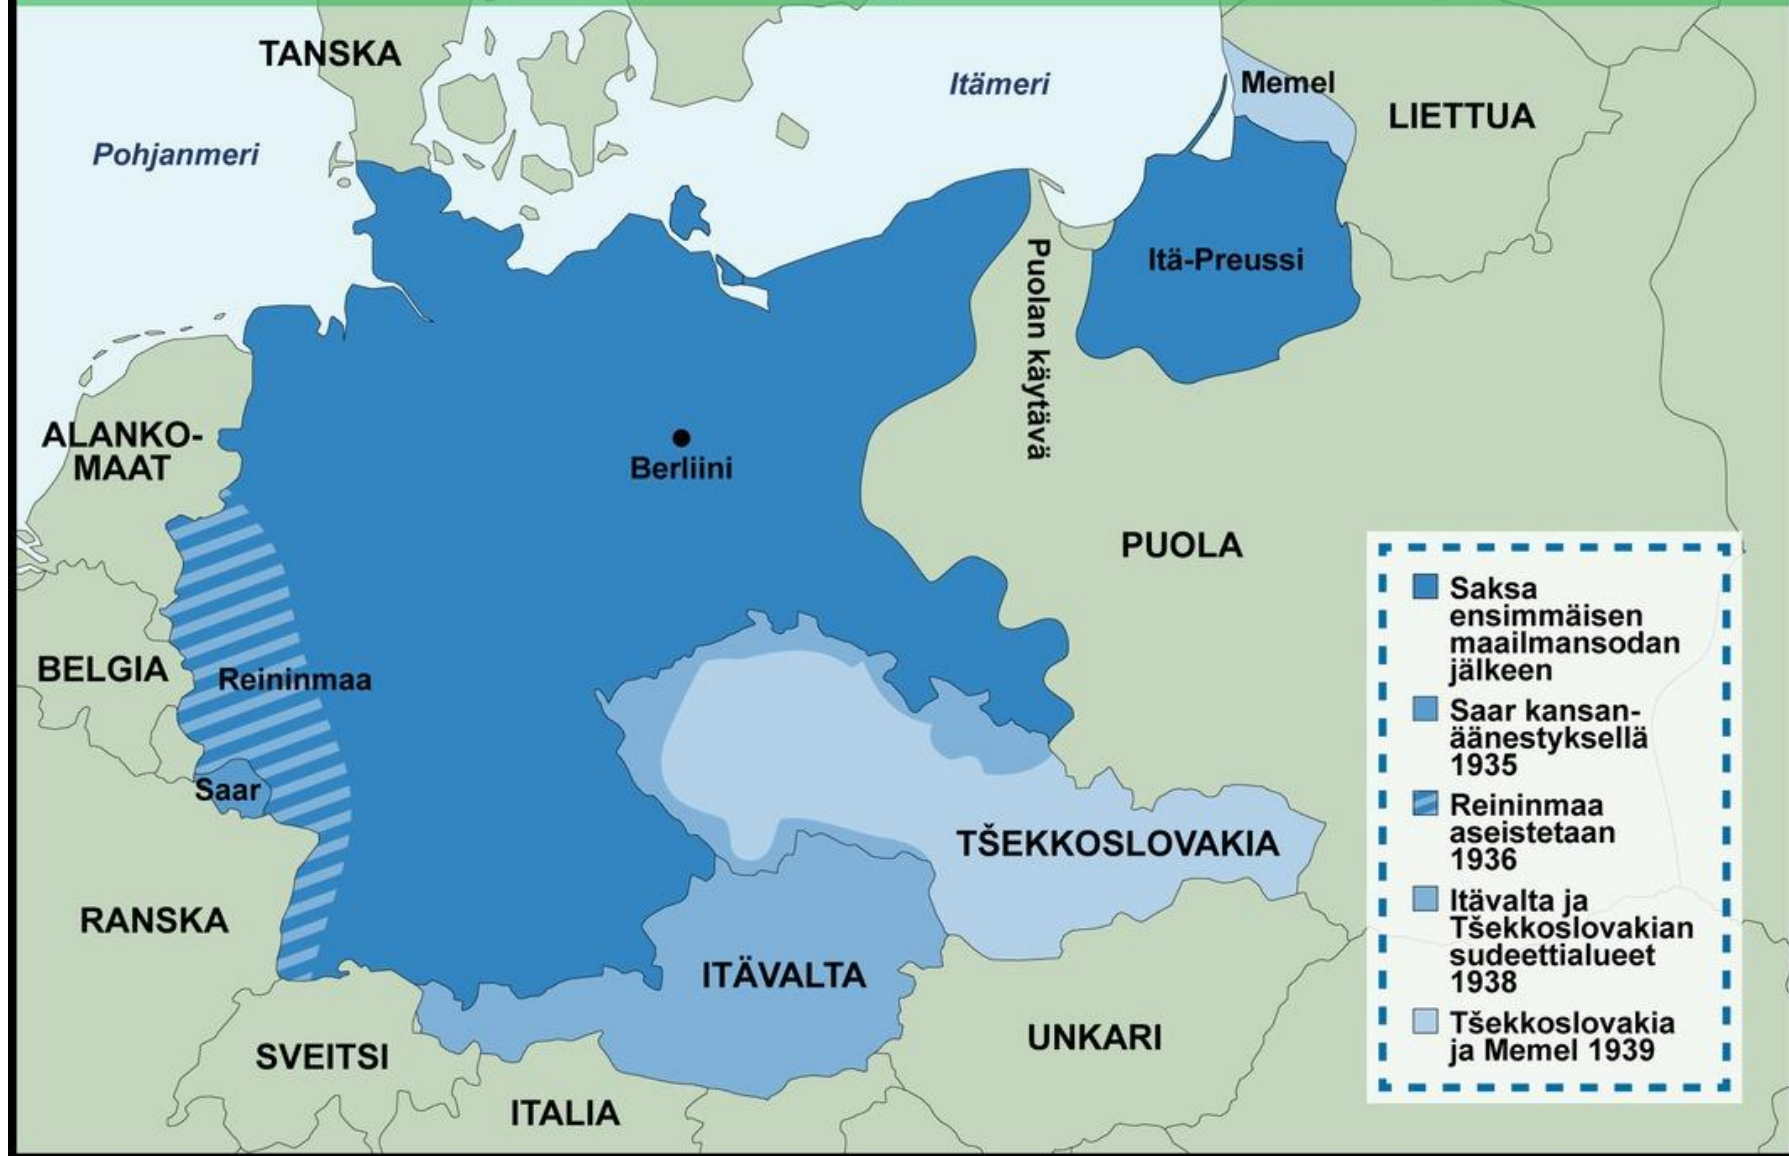 TANSKA
Itämeri
Memel
LIETTUA
Pohjanmeri
Itä-Preussi
Puolan käytävä
ALANKO-
MAAT
Berliini
PUOLA
BELGIA
Reininmaa
Saar
TŠEKKOSLOVAKIA
RANSKA
ITÄVALTA
UNKARI
SVEITSI
ITALIA
Saksa
ensimmäisen
maailmansodan
jälkeen
Saar kansan-
äänestyksellä
1935
Reininmaa
aseistetaan
1936
Itävalta ja
Tšekkoslovakian
sudeettialueet
1938
Tšekkoslovakia
ja Memel 1939